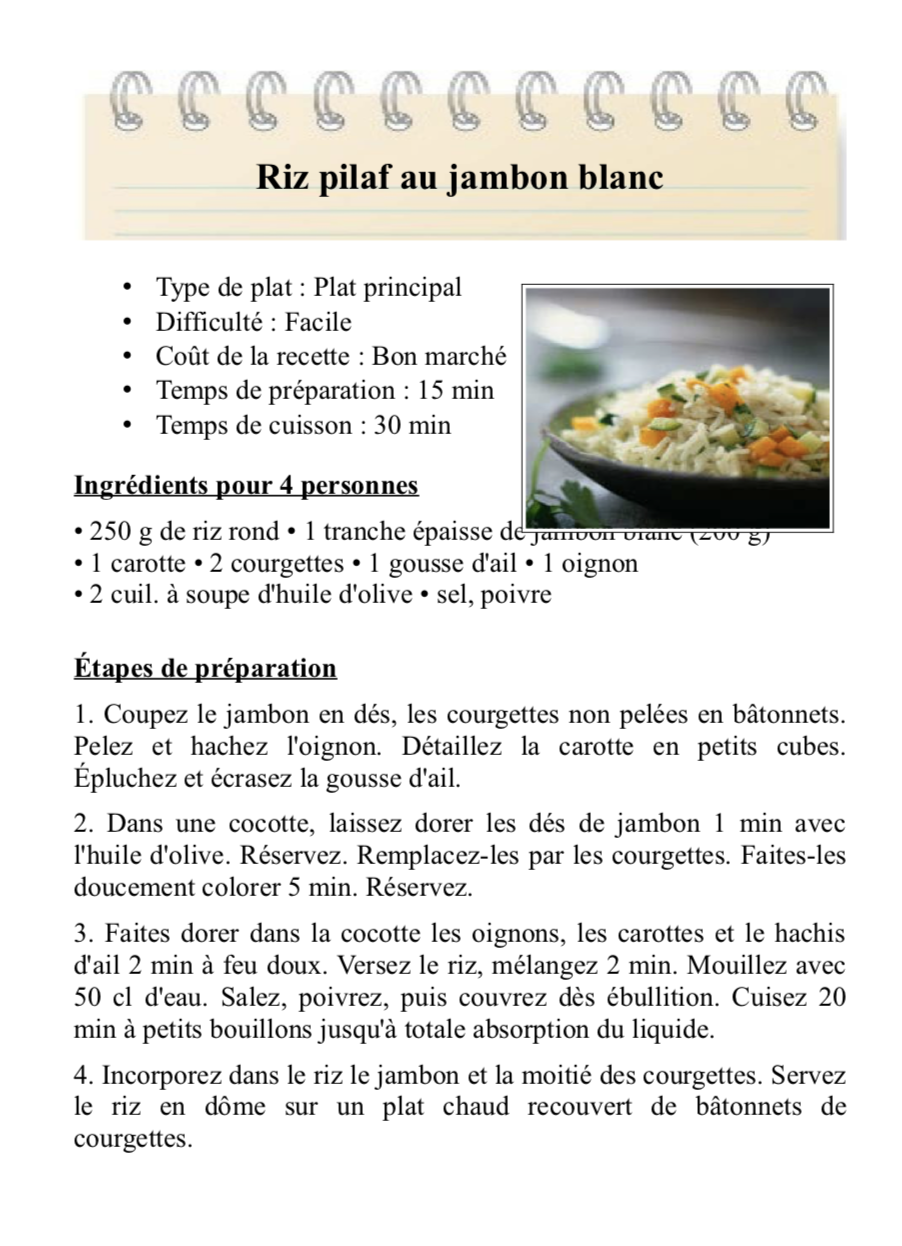 Riz pilaf au jambon blanc
• Type de plat : Plat principal
• Difficulté : Facile
• Coût de la recette : Bon marché
• Temps de préparation : 15 min
• Temps de cuisson : 30 min
Ingrédients pour 4 personnes
• 250 g de riz rond • 1 tranche épaisse de jambon blanc (200 g)
• 1 carotte • 2 courgettes • 1 gousse d'ail • 1 oignon
• 2 cuil. à soupe d'huile d'olive • sel, poivre
Étapes de préparation
1. Coupez le jambon en dés, les courgettes non pelées en bâtonnets.
Pelez et hachez l'oignon. Détaillez la carotte en petits cubes.
Épluchez et écrasez la gousse d'ail.
2. Dans une cocotte, laissez dorer les dés de jambon 1 min avec
l'huile d'olive. Réservez. Remplacez-les par les courgettes. Faites-les
doucement colorer 5 min. Réservez.
3. Faites dorer dans la cocotte les oignons, les carottes et le hachis
d'ail 2 min à feu doux. Versez le riz, mélangez 2 min. Mouillez avec
50 cl d'eau. Salez, poivrez, puis couvrez dès ébullition. Cuisez 20
min à petits bouillons jusqu'à totale absorption du liquide.
4. Incorporez dans le riz le jambon et la moitié des courgettes. Servez
le riz en dôme sur un plat chaud recouvert de bâtonnets de
courgettes.